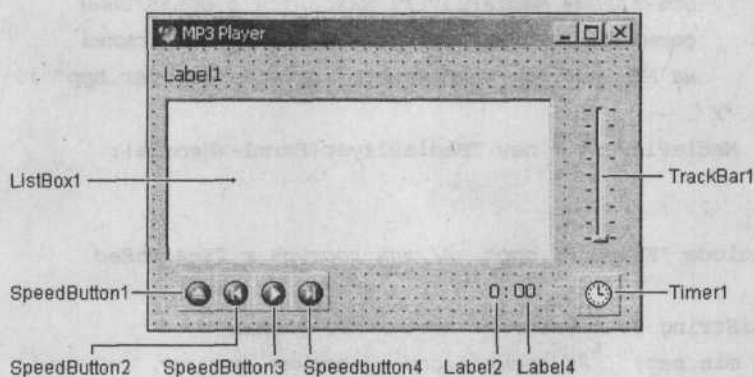 MP3 Player
Label1
ListBox1
TrackBar1
SpeedButton1
0 : 00
Timer1
SpeedButton2
SpeedButton3
Speedbutton4
Label2
Label4